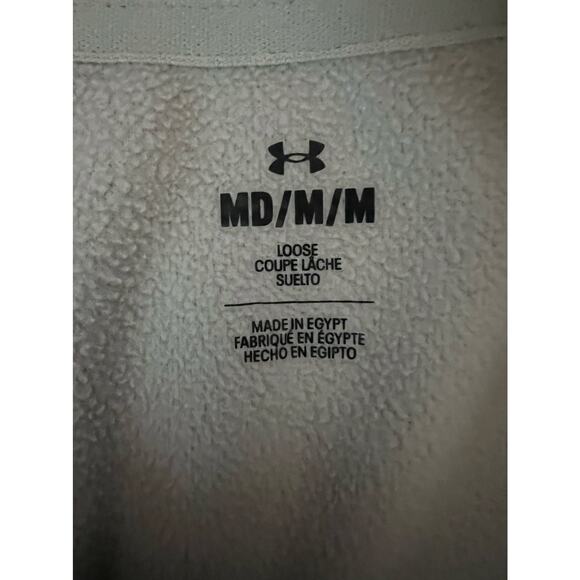 MD/M/M
LOOSE
COUPE LÂCHE
SUELTO
MADE IN EGYPT
FABRIQUÉ EN ÉGYPTE
HECHO EN EGIPTO